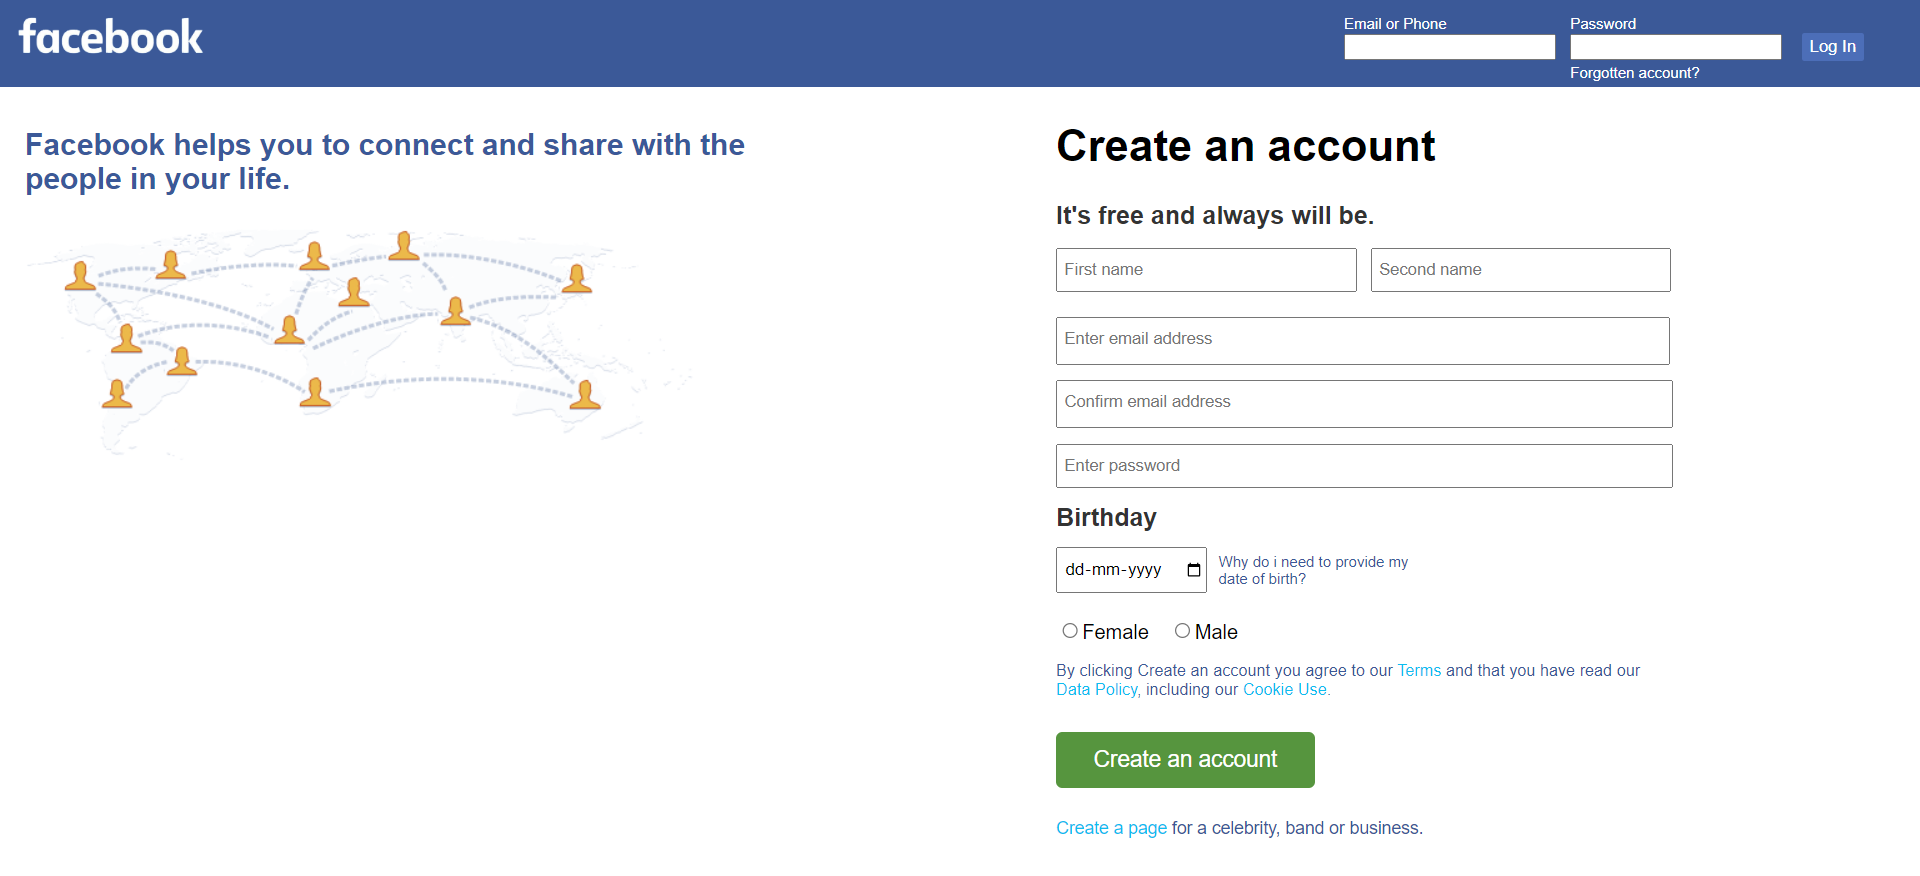 facebook
Email or Phone
Password
Log In
Forgotten account?
Facebook helps you to connect and share with the
people in your life.
Create an account
It's free and always will be.
First name
Second name
Enter email address
Confirm email address
Enter password
Birthday
dd-mm-yyyy
Why do i need to provide my
date of birth?
Female
Male
By clicking Create an account you agree to our Terms and that you have read our
Data Policy, including our Cookie Use.
Create an account
Create a page for a celebrity, band or business.